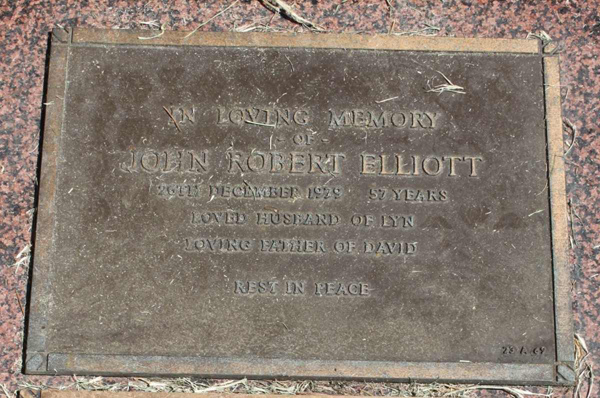 IN LOVING MEMORY
- OF -
JOHN ROBERT ELLIOTT
26TH DECEMBER 1979 57 YEARS
LOVED HUSBAND OF LYN
LOVING FATHER OF DAVID
REST IN PEACE